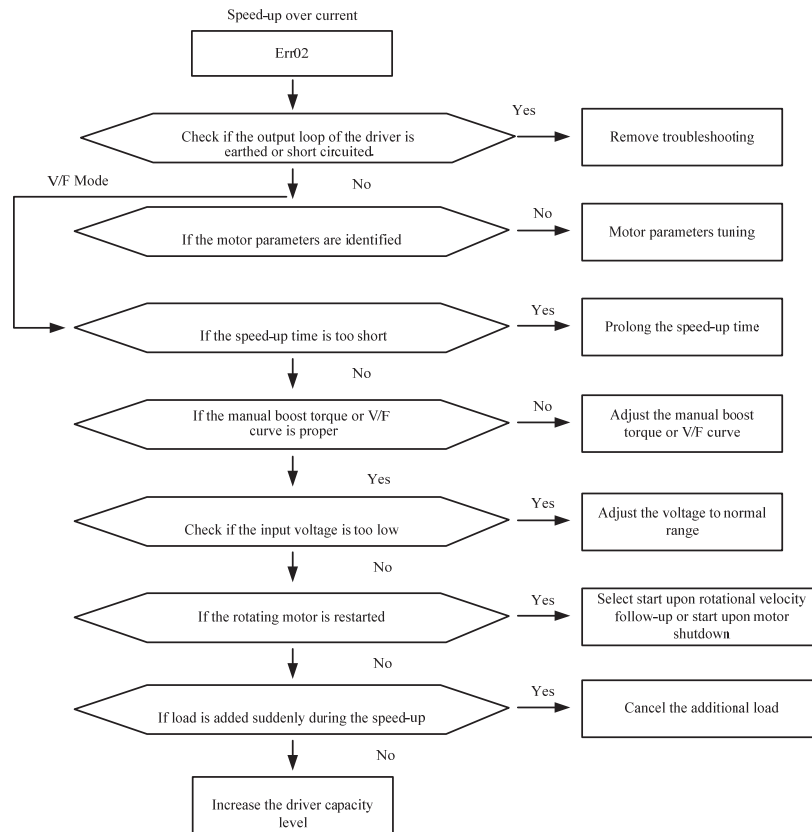 Speed-up over current
Err02
Yes
Check if the output loop of the driver is
earthed or short circuited.
Remove troubleshooting
No
V/F Mode
No
If the motor parameters are identified
Motor parameters tuning
Yes
If the speed-up time is too short
Prolong the speed-up time
No
If the manual boost torque or V/F
curve is proper
No
Adjust the manual boost
torque or V/F curve
Yes
Check if the input voltage is too low
Yes
Adjust the voltage to normal
range
No
If the rotating motor is restarted
Yes
Select start upon rotational velocity
follow-up or start upon motor
shutdown
No
If load is added suddenly during the speed-up
Yes
Cancel the additional load
No
Increase the driver capacity
level